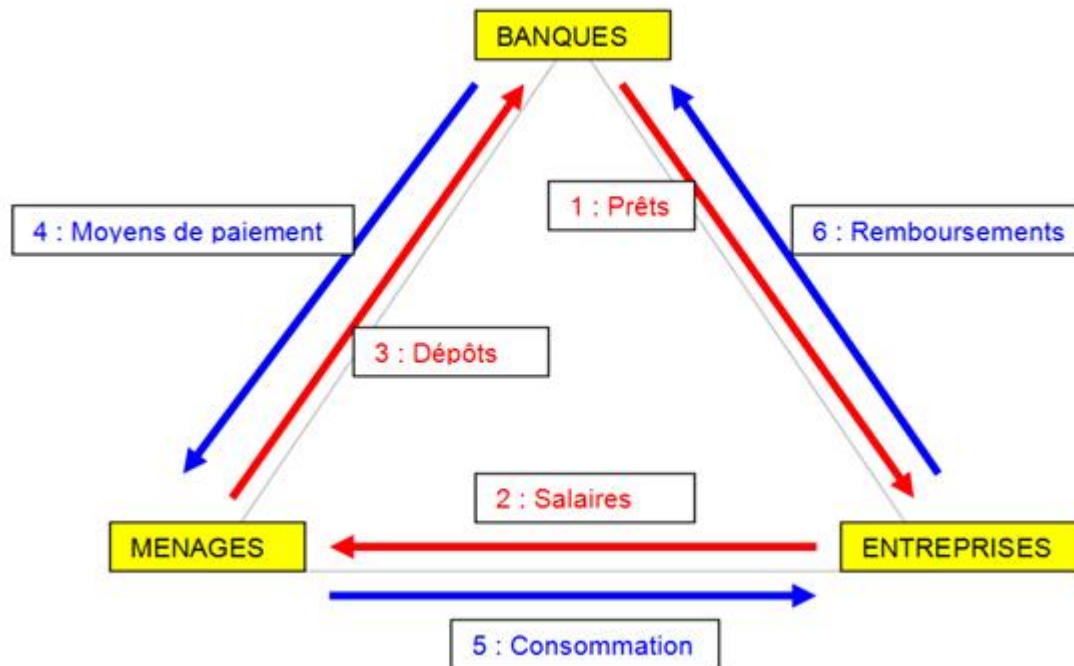 BANQUES
1 : Prêts
4 : Moyens de paiement
6 : Remboursements
3 : Dépôts
2 : Salaires
MENAGES
ENTREPRISES
5 : Consommation